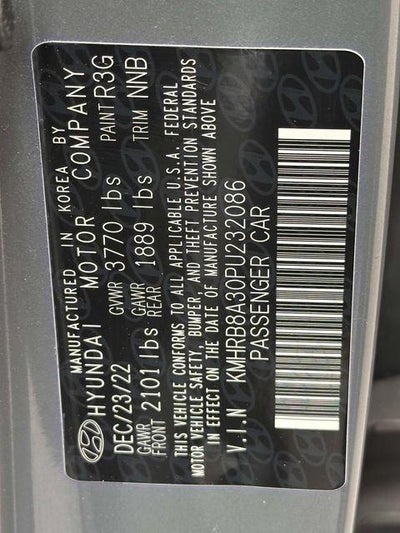 MANUFACTURED IN KOREA BY
HYUNDAI MOTOR COMPANY
DEC/23/22 GVWR 3770 lbs PAINT R3G
GAWR FRONT 2101 lbs GAWR REAR 1889 lbs TRIM NNB
THIS VEHICLE CONFORMS TO ALL APPLICABLE U.S.A. FEDERAL
MOTOR VEHICLE SAFETY, BUMPER, AND THEFT PREVENTION STANDARDS
IN EFFECT ON THE DATE OF MANUFACTURE SHOWN ABOVE
V.I.N KMHRB8A30PU232086
PASSENGER CAR